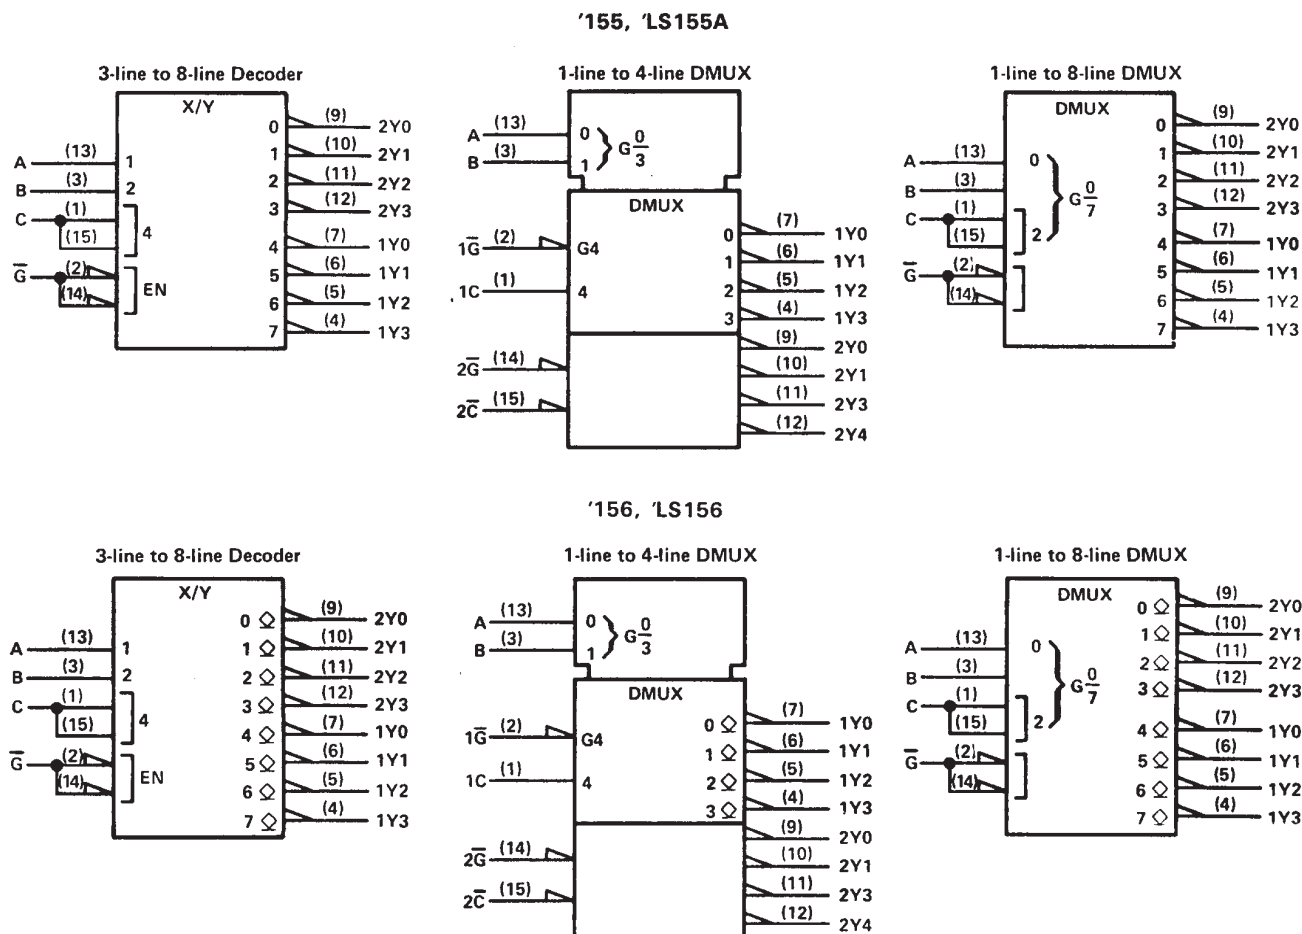 '155, 'LS155A
3-line to 8-line Decoder
X/Y
A (13) 1
B (3) 2
C (1)
(15) 4
G̅ (2)
(14) EN
0 (9) 2Y0
1 (10) 2Y1
2 (11) 2Y2
3 (12) 2Y3
4 (7) 1Y0
5 (6) 1Y1
6 (5) 1Y2
7 (4) 1Y3
1-line to 4-line DMUX
A (13) 0
B (3) 1
} G 0/3
DMUX
1G̅ (2) G4
1C (1) 4
2G̅ (14)
2C̅ (15)
0 (7) 1Y0
1 (6) 1Y1
2 (5) 1Y2
3 (4) 1Y3
(9) 2Y0
(10) 2Y1
(11) 2Y3
(12) 2Y4
1-line to 8-line DMUX
DMUX
A (13) 0
B (3)
C (1)
(15) 2
} G 0/7
G̅ (2)
(14)
0 (9) 2Y0
1 (10) 2Y1
2 (11) 2Y2
3 (12) 2Y3
4 (7) 1Y0
5 (6) 1Y1
6 (5) 1Y2
7 (4) 1Y3
'156, 'LS156
3-line to 8-line Decoder
X/Y
A (13) 1
B (3) 2
C (1)
(15) 4
G̅ (2)
(14) EN
0 (9) 2Y0
1 (10) 2Y1
2 (11) 2Y2
3 (12) 2Y3
4 (7) 1Y0
5 (6) 1Y1
6 (5) 1Y2
7 (4) 1Y3
1-line to 4-line DMUX
A (13) 0
B (3) 1
} G 0/3
DMUX
1G̅ (2) G4
1C (1) 4
2G̅ (14)
2C̅ (15)
0 (7) 1Y0
1 (6) 1Y1
2 (5) 1Y2
3 (4) 1Y3
(9) 2Y0
(10) 2Y1
(11) 2Y3
(12) 2Y4
1-line to 8-line DMUX
DMUX
A (13) 0
B (3)
C (1)
(15) 2
} G 0/7
G̅ (2)
(14)
0 (9) 2Y0
1 (10) 2Y1
2 (11) 2Y2
3 (12) 2Y3
4 (7) 1Y0
5 (6) 1Y1
6 (5) 1Y2
7 (4) 1Y3